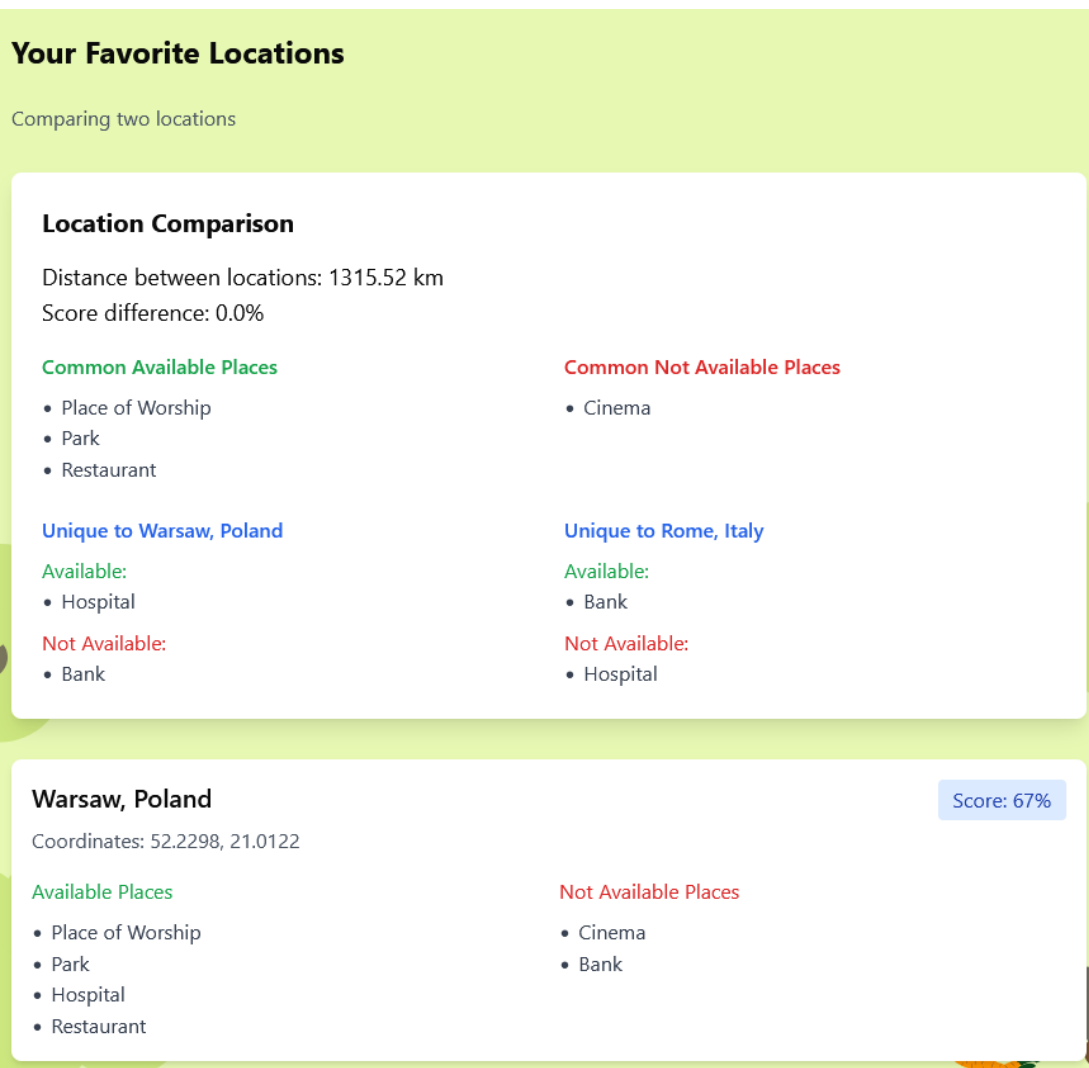 Your Favorite Locations
Comparing two locations
Location Comparison
Distance between locations: 1315.52 km
Score difference: 0.0%
Common Available Places
• Place of Worship
• Park
• Restaurant
Common Not Available Places
• Cinema
Unique to Warsaw, Poland
Available:
• Hospital
Not Available:
• Bank
Unique to Rome, Italy
Available:
• Bank
Not Available:
• Hospital
Warsaw, Poland
Score: 67%
Coordinates: 52.2298, 21.0122
Available Places
• Place of Worship
• Park
• Hospital
• Restaurant
Not Available Places
• Cinema
• Bank